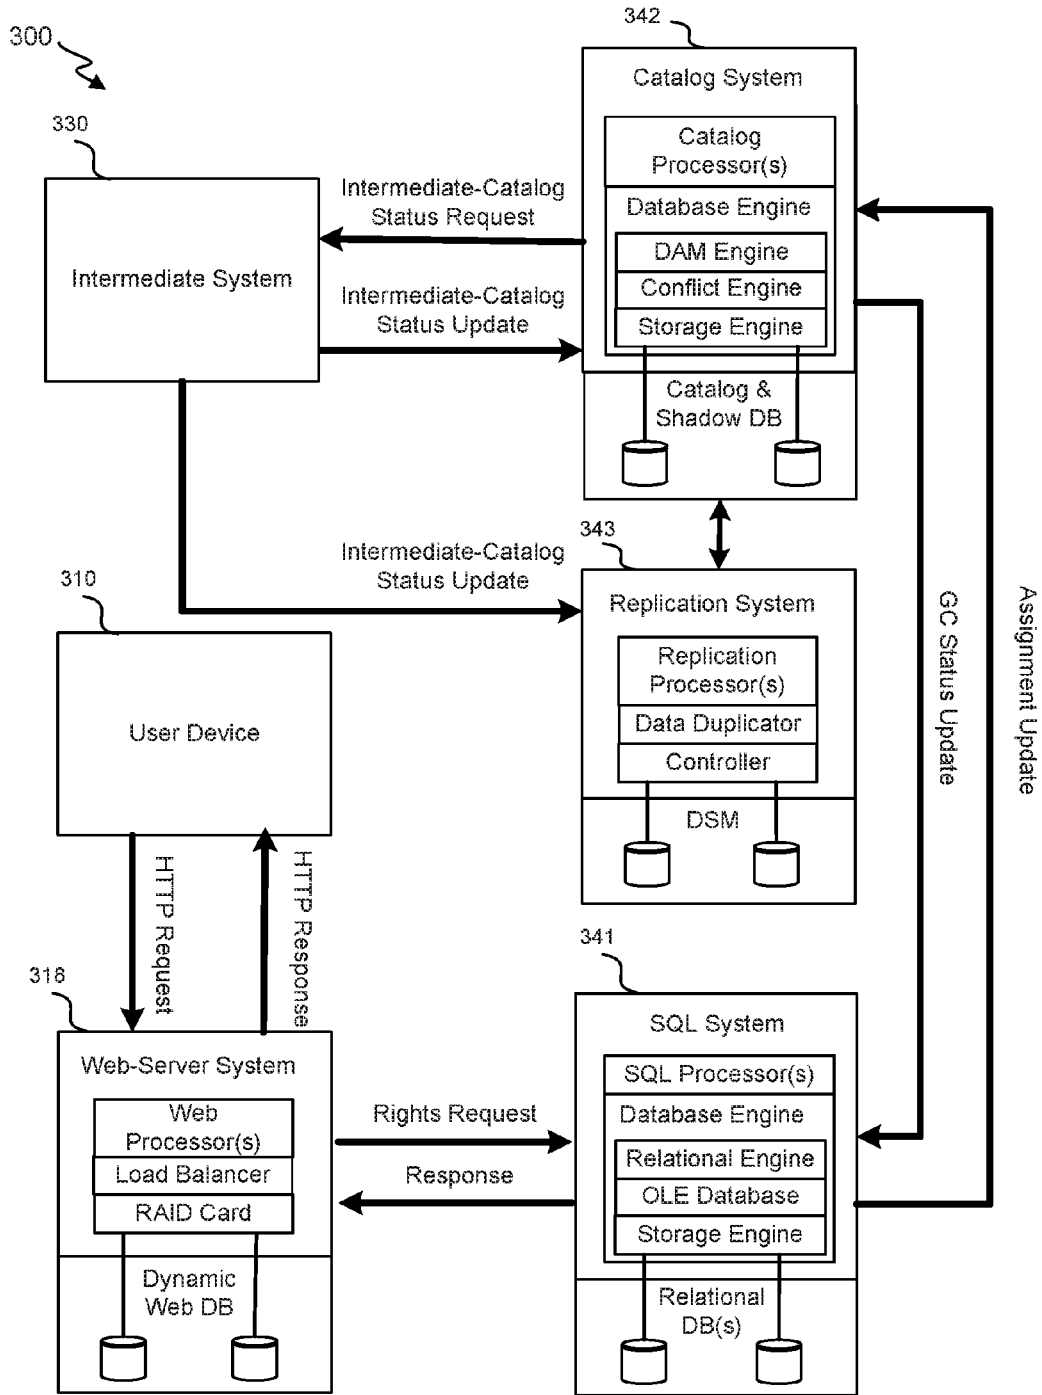 300
342
Catalog System
Catalog
Processor(s)
Database Engine
DAM Engine
Conflict Engine
Storage Engine
Catalog &
Shadow DB
330
Intermediate System
Intermediate-Catalog
Status Request
Intermediate-Catalog
Status Update
Intermediate-Catalog
Status Update
343
Replication System
Replication
Processor(s)
Data Duplicator
Controller
DSM
GC Status Update
Assignment Update
310
User Device
HTTP Request
HTTP Response
318
Web-Server System
Web
Processor(s)
Load Balancer
RAID Card
Dynamic
Web DB
Rights Request
Response
341
SQL System
SQL Processor(s)
Database Engine
Relational Engine
OLE Database
Storage Engine
Relational
DB(s)